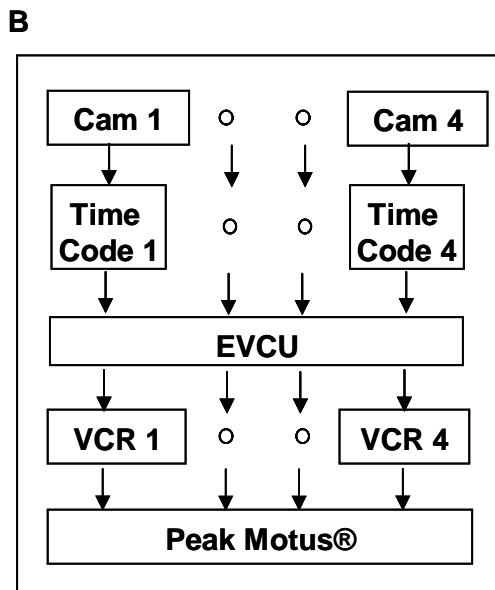 B
Cam 1
Cam 4
Time
Code 1
Time
Code 4
EVCU
VCR 1
VCR 4
Peak Motus®